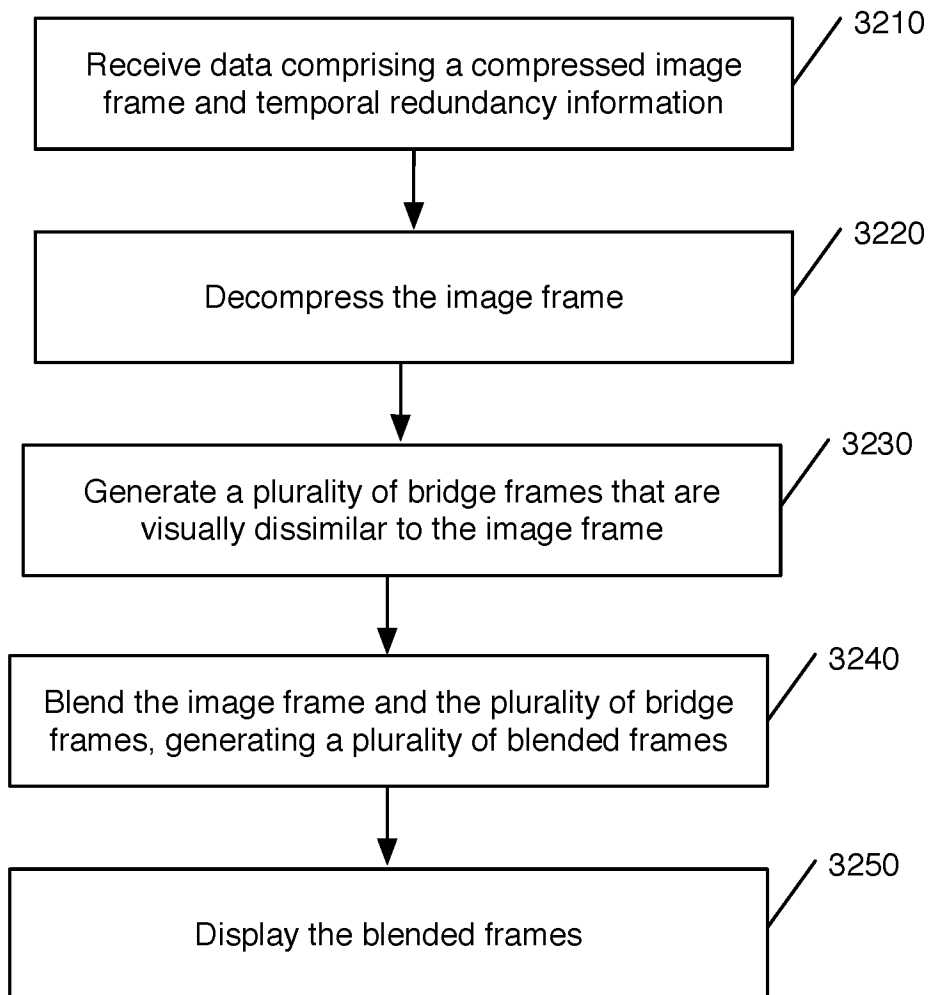 3210
Receive data comprising a compressed image
frame and temporal redundancy information
3220
Decompress the image frame
3230
Generate a plurality of bridge frames that are
visually dissimilar to the image frame
3240
Blend the image frame and the plurality of bridge
frames, generating a plurality of blended frames
3250
Display the blended frames